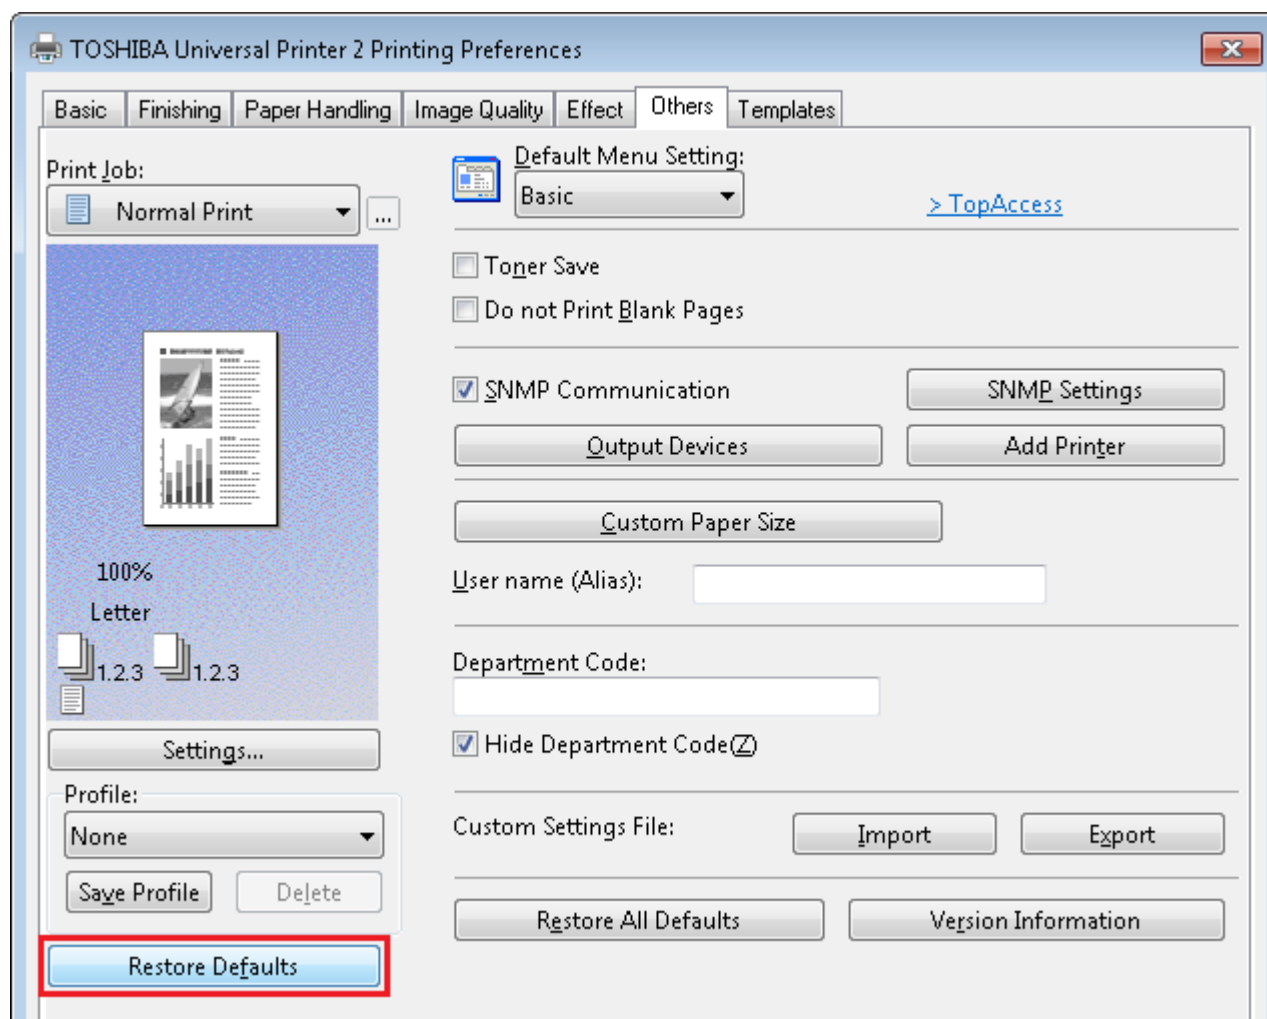 TOSHIBA Universal Printer 2 Printing Preferences
Basic Finishing Paper Handling Image Quality Effect Others Templates
Print Job:
Normal Print
...
100%
Letter
1.2.3 1.2.3
Settings...
Profile:
None
Save Profile Delete
Restore Defaults
Default Menu Setting:
Basic
> TopAccess
Toner Save
Do not Print Blank Pages
SNMP Communication SNMP Settings
Output Devices Add Printer
Custom Paper Size
User name (Alias):
Department Code:
Hide Department Code(Z)
Custom Settings File: Import Export
Restore All Defaults Version Information